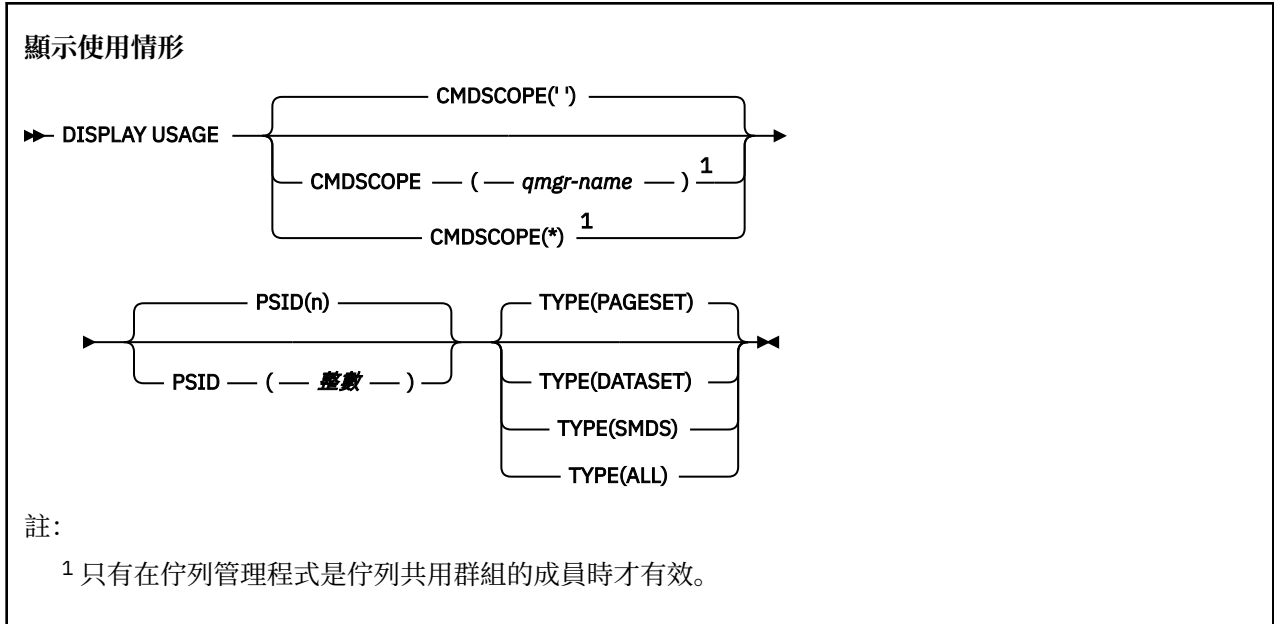 顯示使用情形
CMDSCOPE(' ')
DISPLAY USAGE
CMDSCOPE ( qmgr-name ) 1
CMDSCOPE(*) 1
PSID(n)
PSID ( 整數 )
TYPE(PAGESET)
TYPE(DATASET)
TYPE(SMDS)
TYPE(ALL)
註:
1 只有在佇列管理程式是佇列共用群組的成員時才有效。